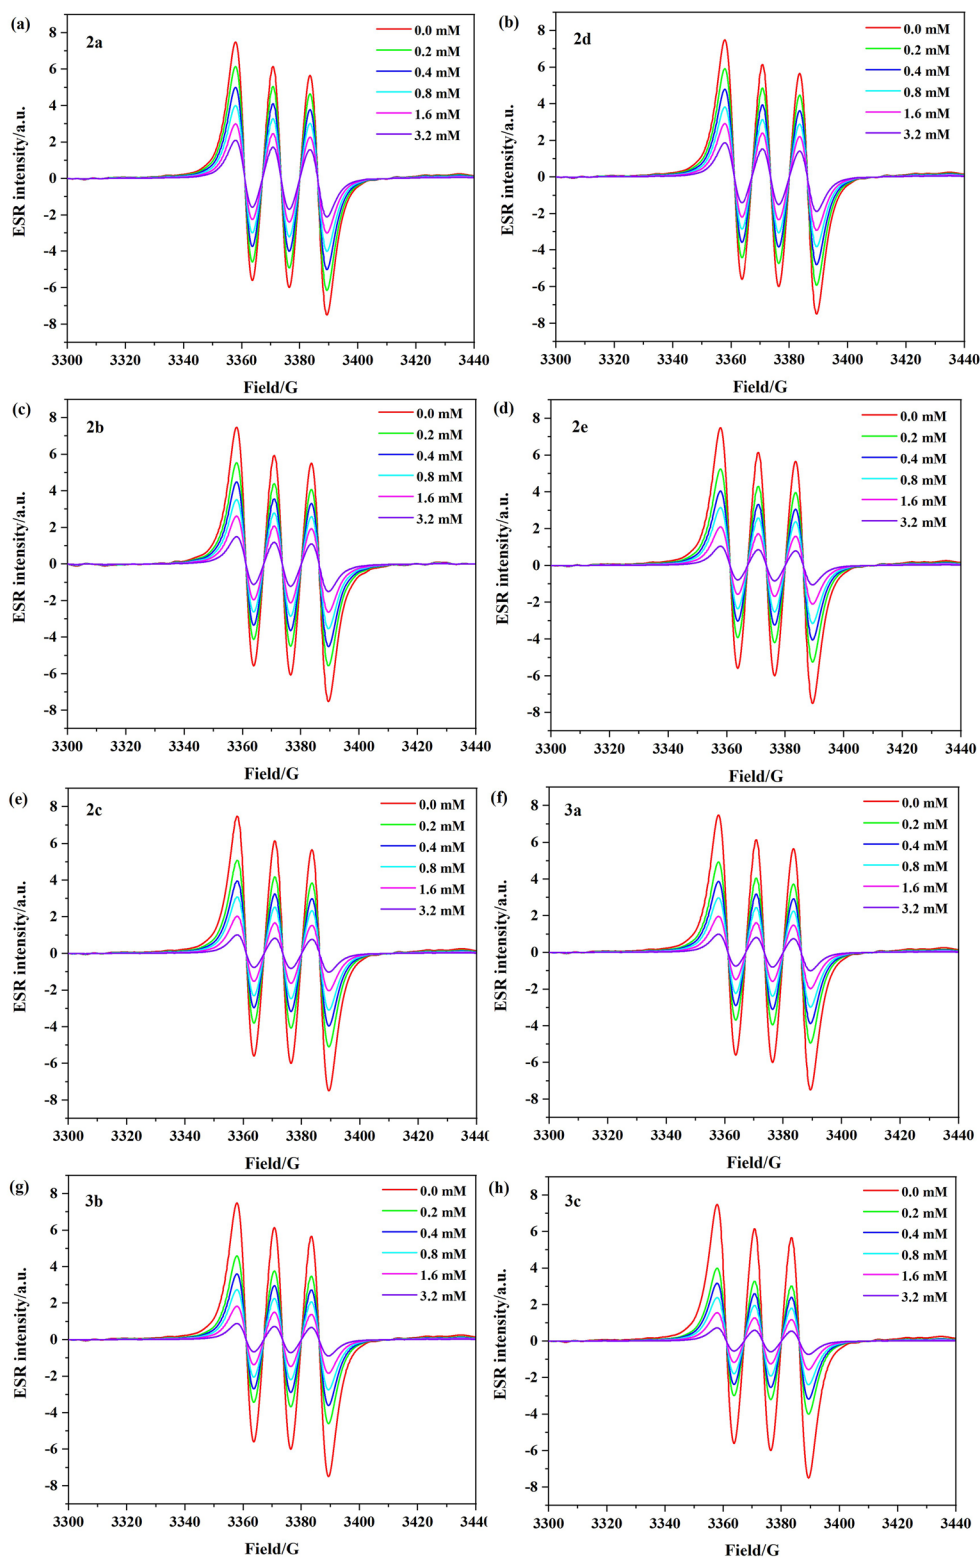 (a)
2a
0.0 mM
0.2 mM
0.4 mM
0.8 mM
1.6 mM
3.2 mM
ESR intensity/a.u.
8
6
4
2
0
-2
-4
-6
-8
3300 3320 3340 3360 3380 3400 3420 3440
Field/G
(b)
2d
0.0 mM
0.2 mM
0.4 mM
0.8 mM
1.6 mM
3.2 mM
ESR intensity/a.u.
8
6
4
2
0
-2
-4
-6
-8
3300 3320 3340 3360 3380 3400 3420 3440
Field/G
(c)
2b
0.0 mM
0.2 mM
0.4 mM
0.8 mM
1.6 mM
3.2 mM
ESR intensity/a.u.
8
6
4
2
0
-2
-4
-6
-8
3300 3320 3340 3360 3380 3400 3420 3440
Field/G
(d)
2e
0.0 mM
0.2 mM
0.4 mM
0.8 mM
1.6 mM
3.2 mM
ESR intensity/a.u.
8
6
4
2
0
-2
-4
-6
-8
3300 3320 3340 3360 3380 3400 3420 3440
Field/G
(e)
2c
0.0 mM
0.2 mM
0.4 mM
0.8 mM
1.6 mM
3.2 mM
ESR intensity/a.u.
8
6
4
2
0
-2
-4
-6
-8
3300 3320 3340 3360 3380 3400 3420 3440
Field/G
(f)
3a
0.0 mM
0.2 mM
0.4 mM
0.8 mM
1.6 mM
3.2 mM
ESR intensity/a.u.
8
6
4
2
0
-2
-4
-6
-8
3300 3320 3340 3360 3380 3400 3420 3440
Field/G
(g)
3b
0.0 mM
0.2 mM
0.4 mM
0.8 mM
1.6 mM
3.2 mM
ESR intensity/a.u.
8
6
4
2
0
-2
-4
-6
-8
3300 3320 3340 3360 3380 3400 3420 3440
Field/G
(h)
3c
0.0 mM
0.2 mM
0.4 mM
0.8 mM
1.6 mM
3.2 mM
ESR intensity/a.u.
8
6
4
2
0
-2
-4
-6
-8
3300 3320 3340 3360 3380 3400 3420 3440
Field/G